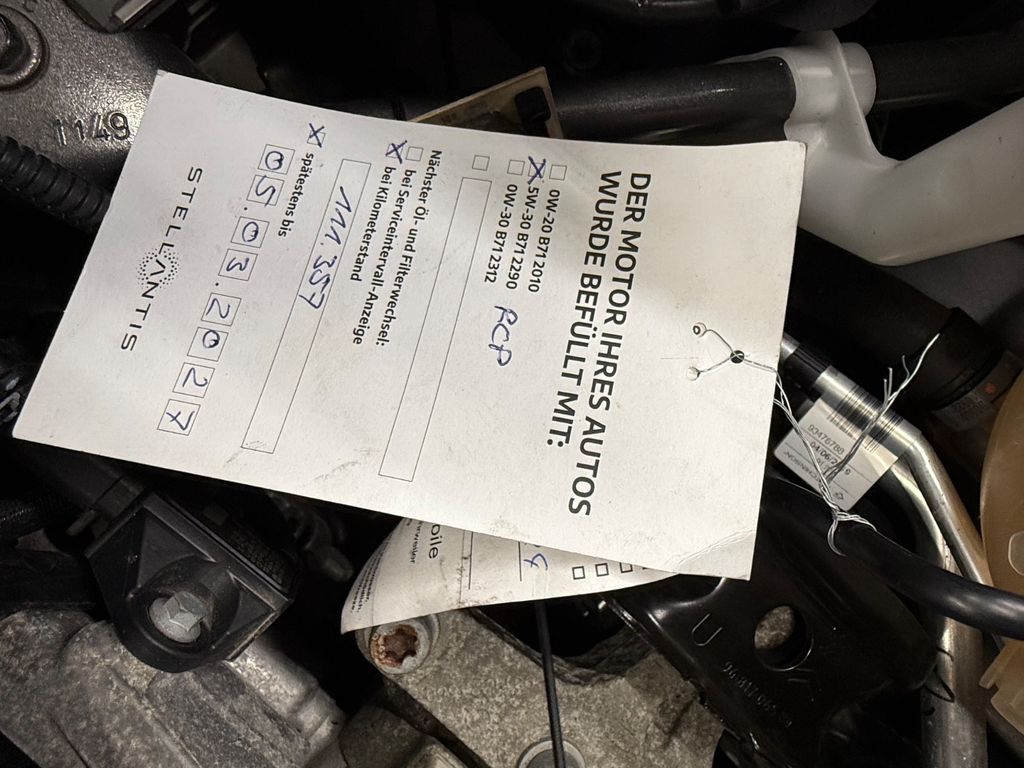 DER MOTOR IHRES AUTOS
WURDE BEFÜLLT MIT:
0W-20 B71 2010
X 5W-30 B71 2290 RCP
0W-30 B71 2312
Nächster Öl- und Filterwechsel:
bei Serviceintervall-Anzeige
X bei Kilometerstand
111.357
X spätestens bis
05.03.2027
STELLANTIS
1149
93476780
U